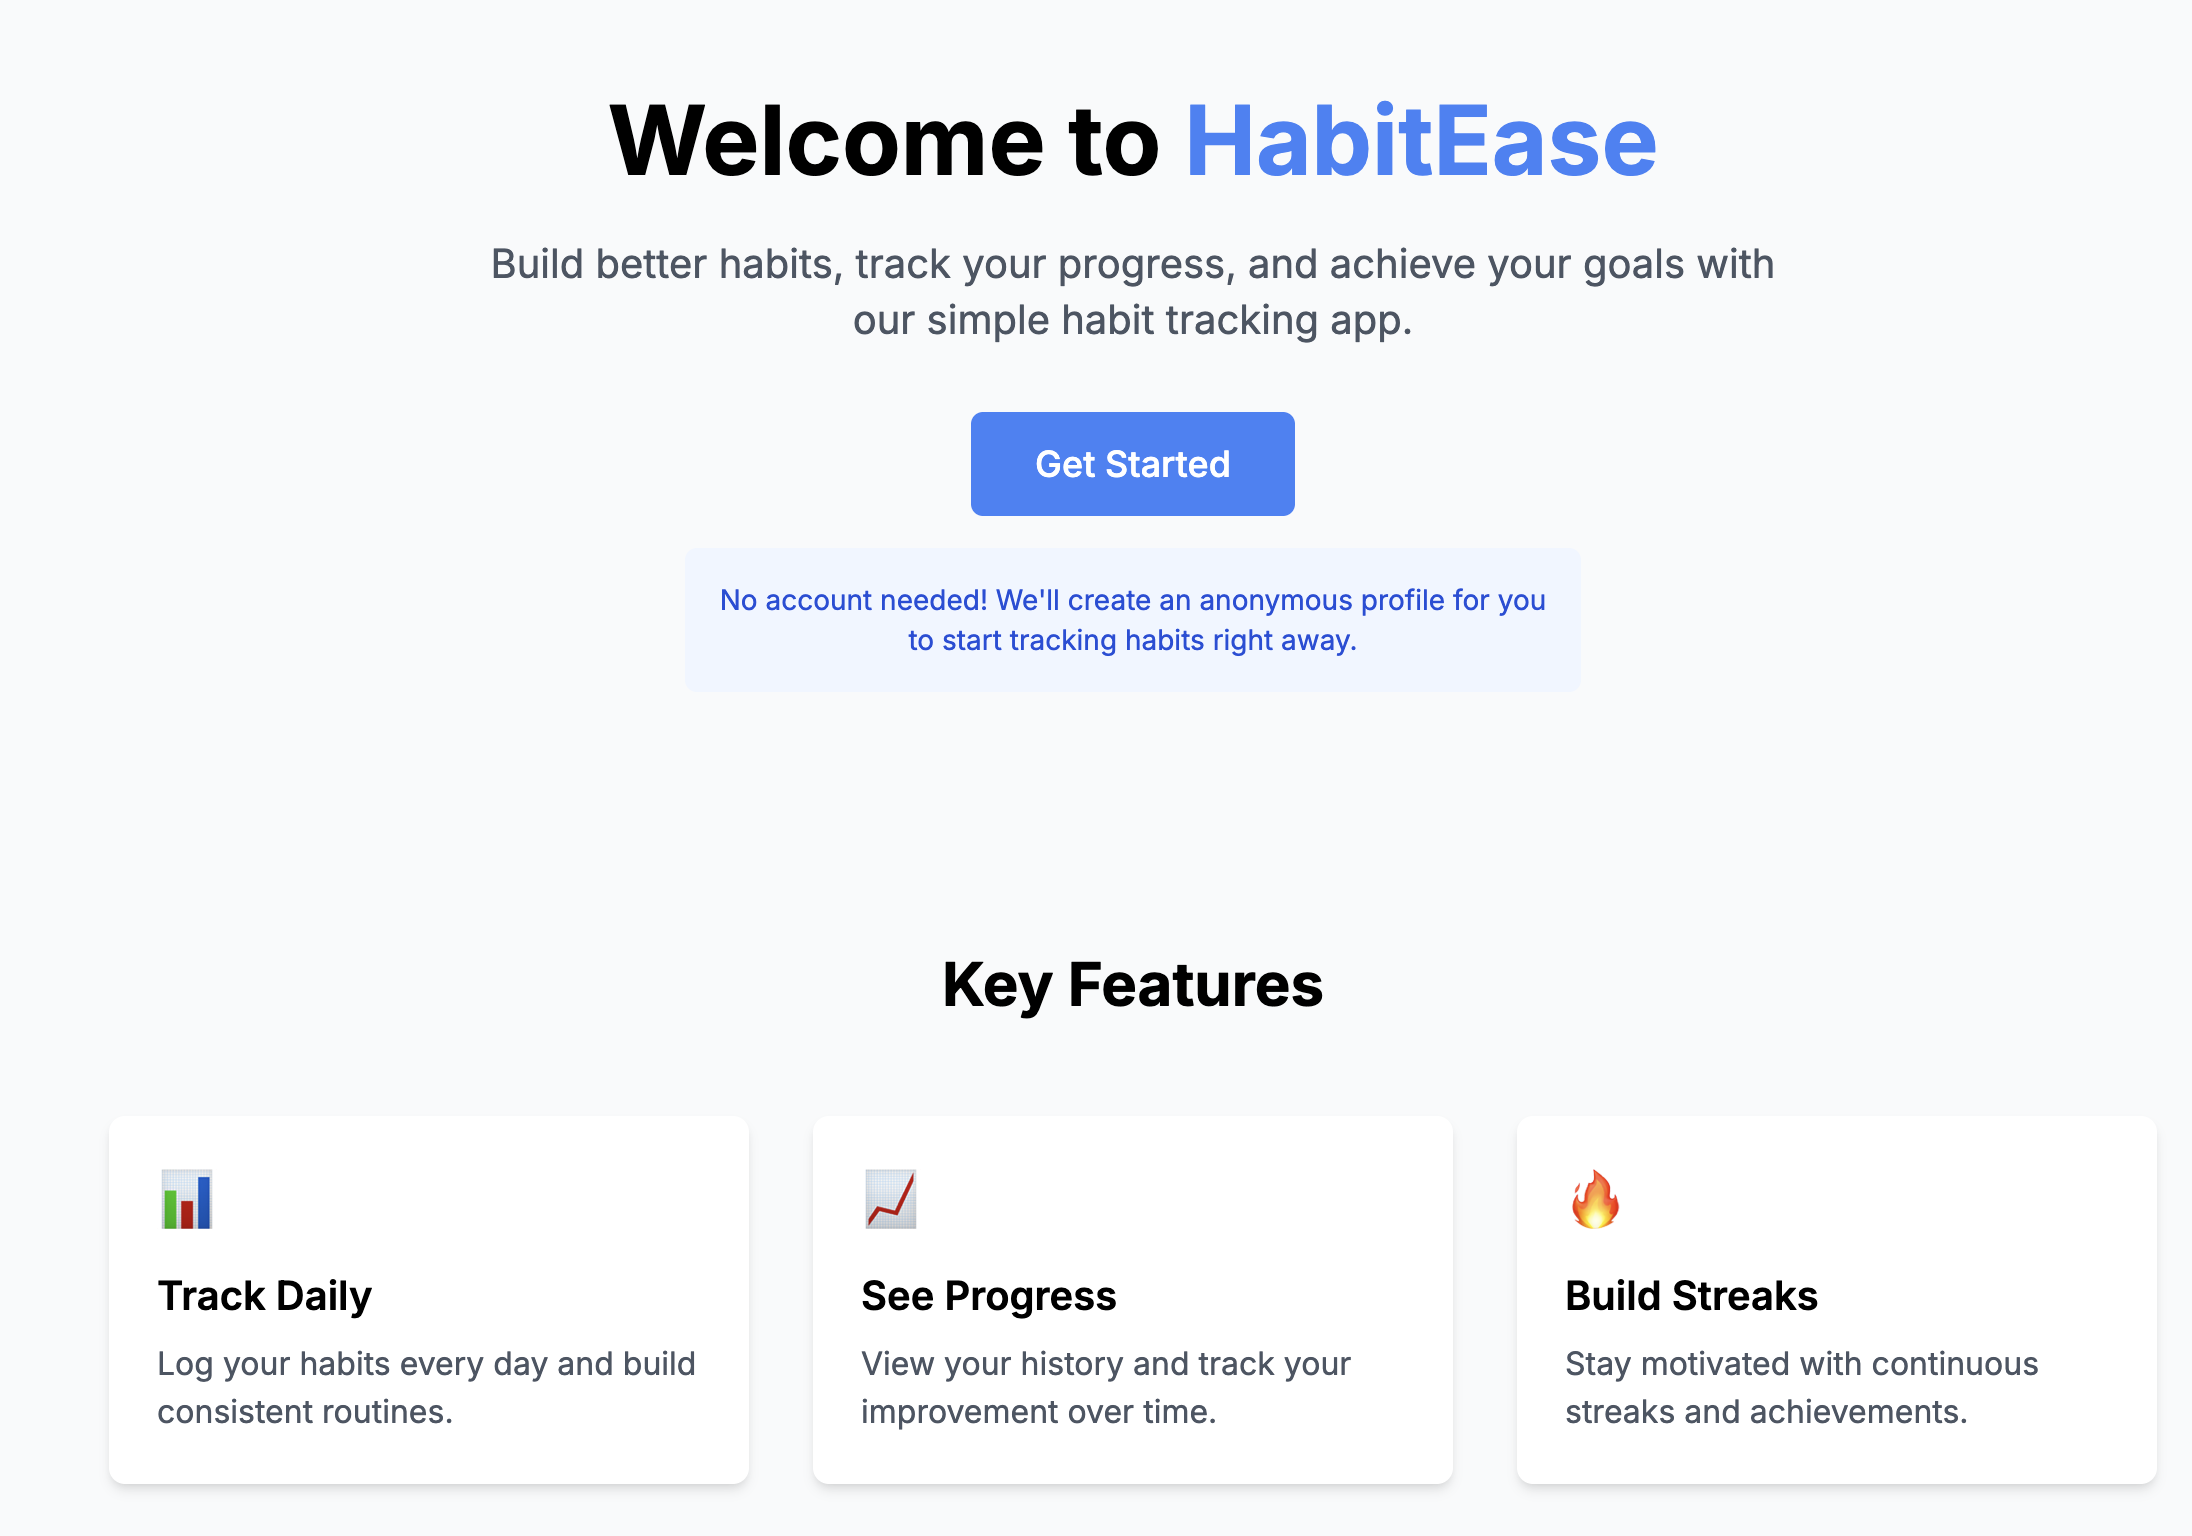 Welcome to HabitEase
Build better habits, track your progress, and achieve your goals with
our simple habit tracking app.
Get Started
No account needed! We'll create an anonymous profile for you
to start tracking habits right away.
Key Features
Track Daily
Log your habits every day and build
consistent routines.
See Progress
View your history and track your
improvement over time.
Build Streaks
Stay motivated with continuous
streaks and achievements.